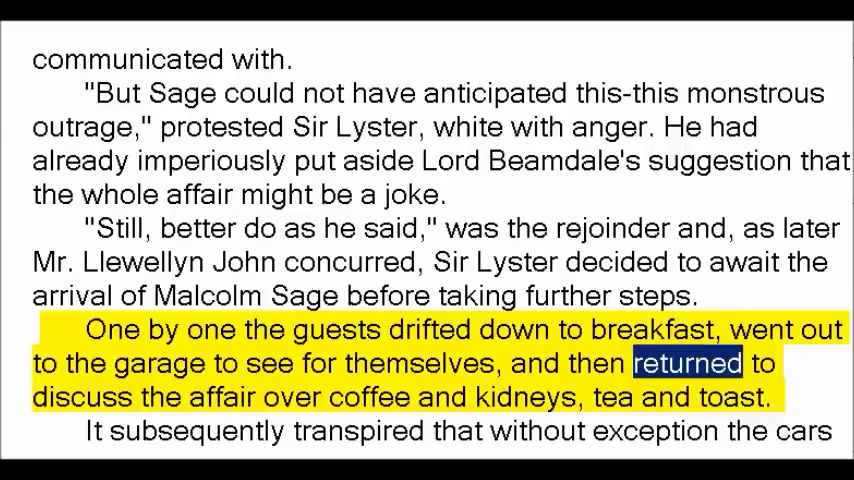 communicated with.
"But Sage could not have anticipated this-this monstrous
outrage," protested Sir Lyster, white with anger. He had
already imperiously put aside Lord Beamdale's suggestion that
the whole affair might be a joke.
"Still, better do as he said," was the rejoinder and, as later
Mr. Llewellyn John concurred, Sir Lyster decided to await the
arrival of Malcolm Sage before taking further steps.
One by one the guests drifted down to breakfast, went out
to the garage to see for themselves, and then returned to
discuss the affair over coffee and kidneys, tea and toast.
It subsequently transpired that without exception the cars